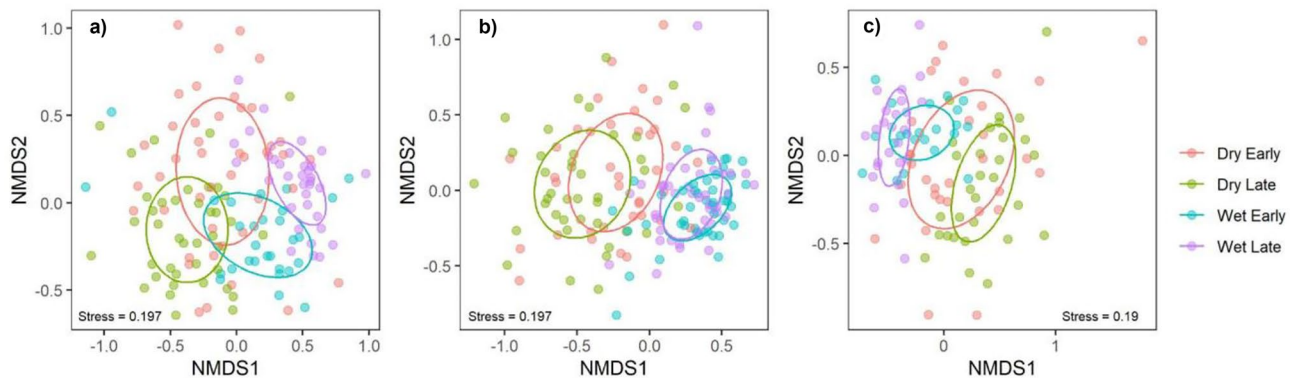 a)
NMDS2
1.0
0.5
0.0
-0.5
Stress = 0.197
-1.0 -0.5 0.0 0.5 1.0
NMDS1
b)
NMDS2
1.0
0.5
0.0
-0.5
Stress = 0.197
-1.0 -0.5 0.0 0.5
NMDS1
c)
NMDS2
0.5
0.0
-0.5
Stress = 0.19
0 1
NMDS1
Dry Early
Dry Late
Wet Early
Wet Late